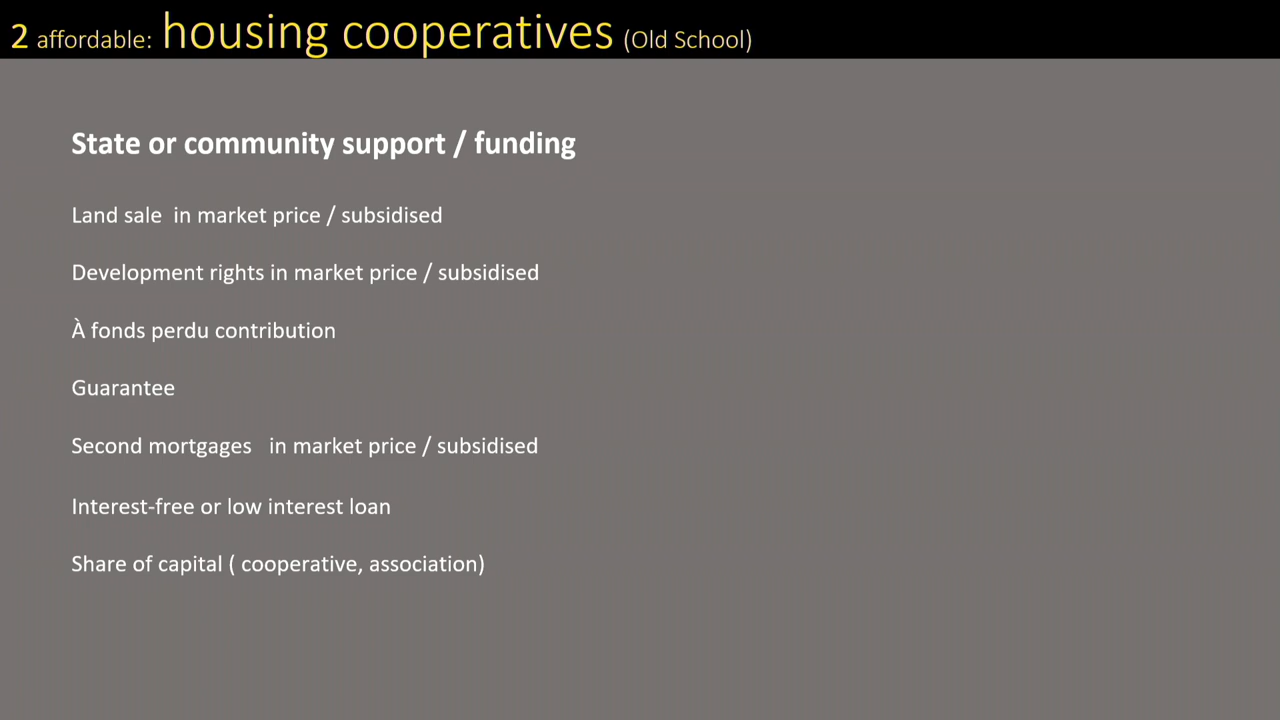 2 affordable: housing cooperatives (Old School)
State or community support / funding
Land sale in market price / subsidised
Development rights in market price / subsidised
À fonds perdu contribution
Guarantee
Second mortgages in market price / subsidised
Interest-free or low interest loan
Share of capital ( cooperative, association)